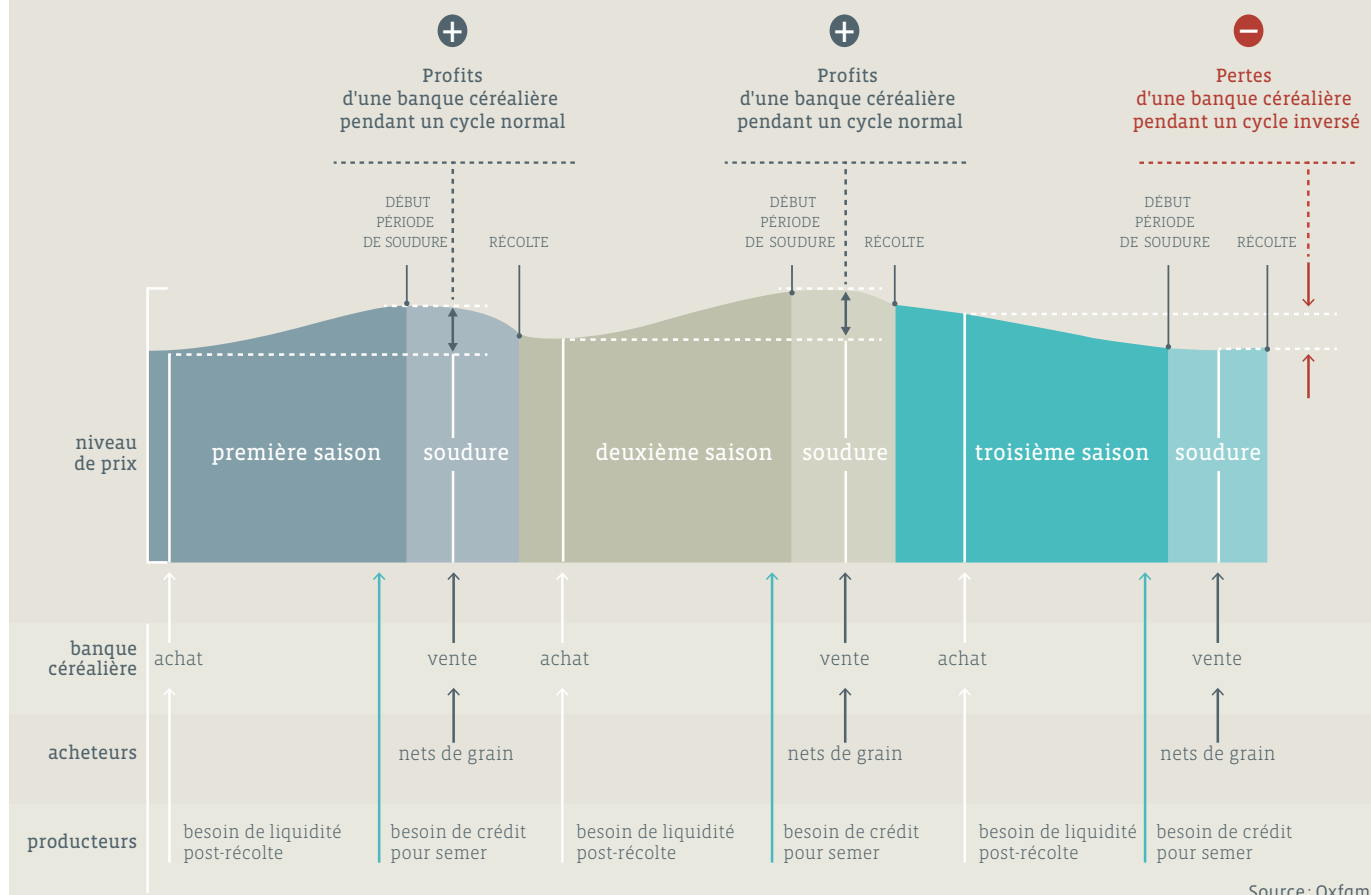 +
+
−
Profits
d'une banque céréalière
pendant un cycle normal
Profits
d'une banque céréalière
pendant un cycle normal
Pertes
d'une banque céréalière
pendant un cycle inversé
DÉBUT
PÉRIODE
DE SOUDURE
RÉCOLTE
DÉBUT
PÉRIODE
DE SOUDURE
RÉCOLTE
DÉBUT
PÉRIODE
DE SOUDURE
RÉCOLTE
niveau
de prix
première saison
soudure
deuxième saison
soudure
troisième saison
soudure
banque
céréalière
achat
vente
achat
vente
achat
vente
acheteurs
nets de grain
nets de grain
nets de grain
producteurs
besoin de liquidité
post-récolte
besoin de crédit
pour semer
besoin de liquidité
post-récolte
besoin de crédit
pour semer
besoin de liquidité
post-récolte
besoin de crédit
pour semer
Source: Oxfam